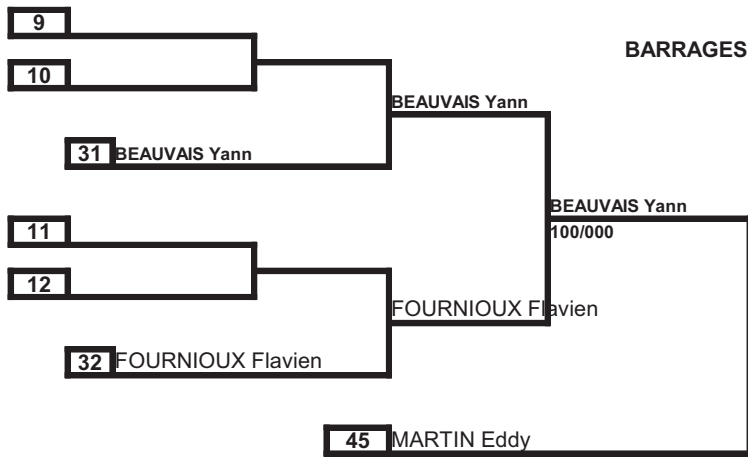 9
BARRAGES
10
BEAUVAIS Yann
31 BEAUVAIS Yann
BEAUVAIS Yann
11
100/000
12
FOURNIOUX Flavien
32 FOURNIOUX Flavien
45 MARTIN Eddy